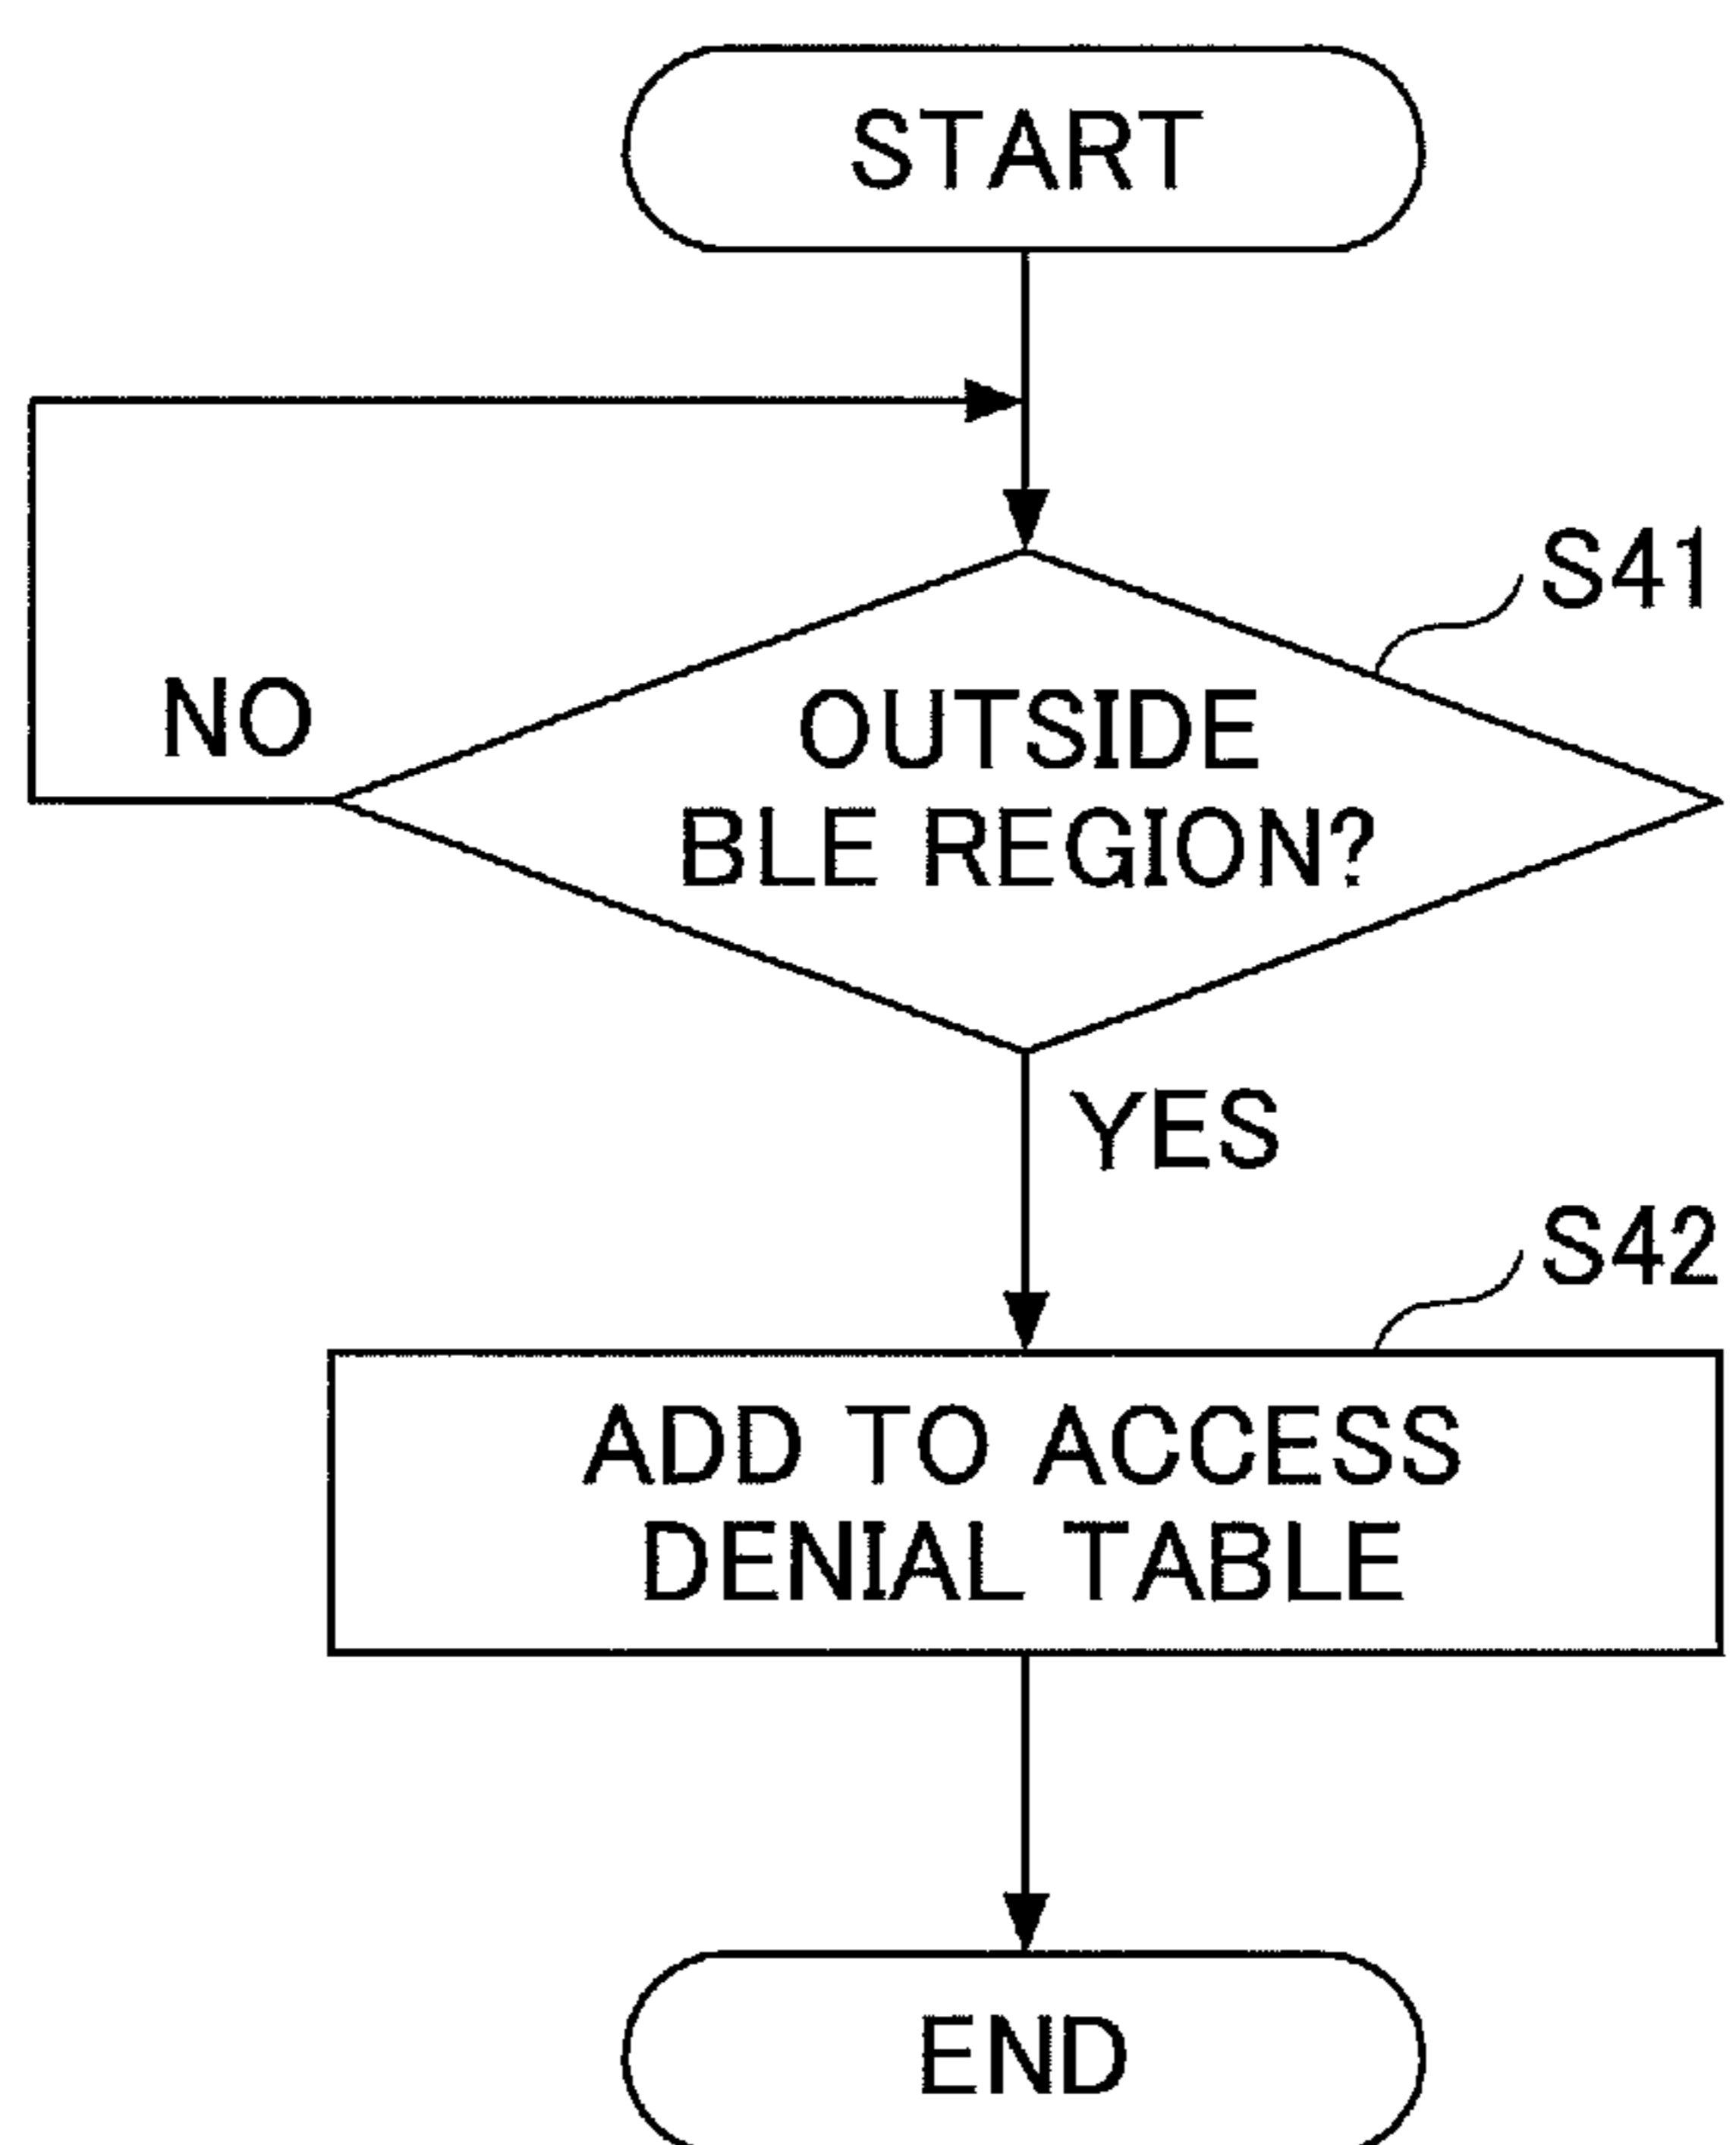 START
S41
NO
OUTSIDE
BLE REGION?
YES
S42
ADD TO ACCESS
DENIAL TABLE
END